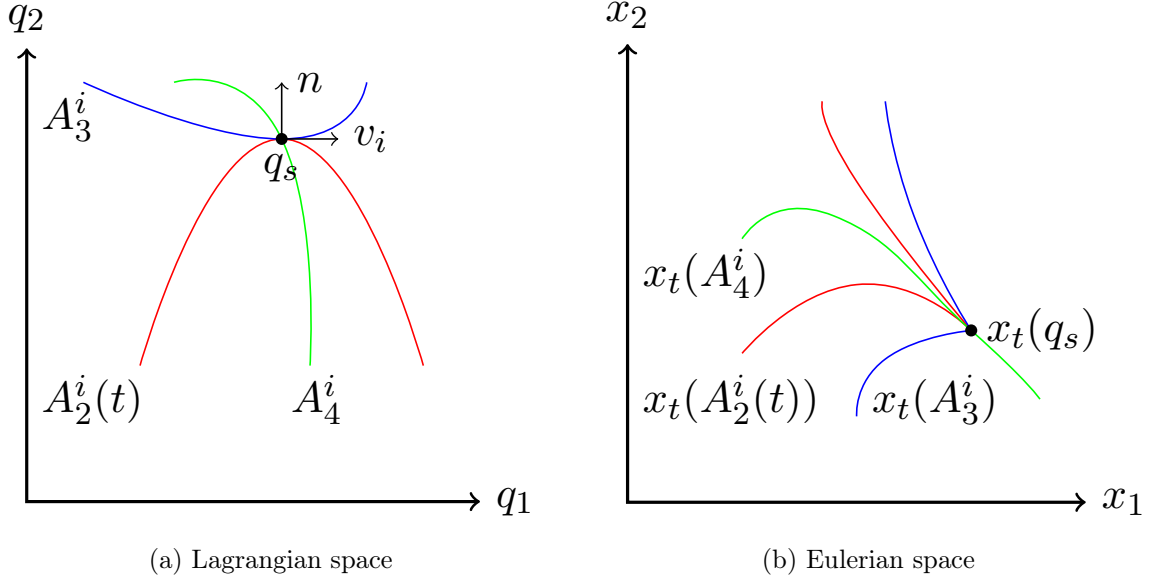 q_2
A_3^i
n
v_i
q_s
A_2^i(t)
A_4^i
q_1
(a) Lagrangian space
x_2
x_t(A_4^i)
x_t(q_s)
x_t(A_2^i(t))
x_t(A_3^i)
x_1
(b) Eulerian space